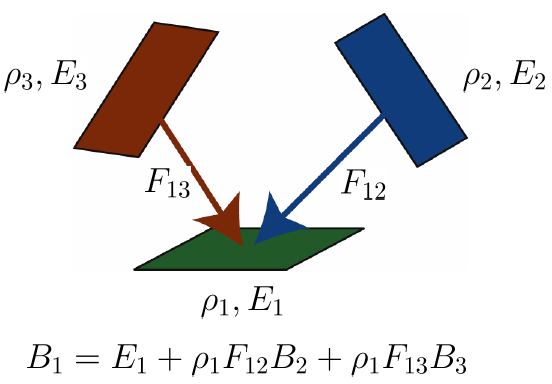 ρ₃, E₃
ρ₂, E₂
F₁₃
F₁₂
ρ₁, E₁
B₁ = E₁ + ρ₁F₁₂B₂ + ρ₁F₁₃B₃